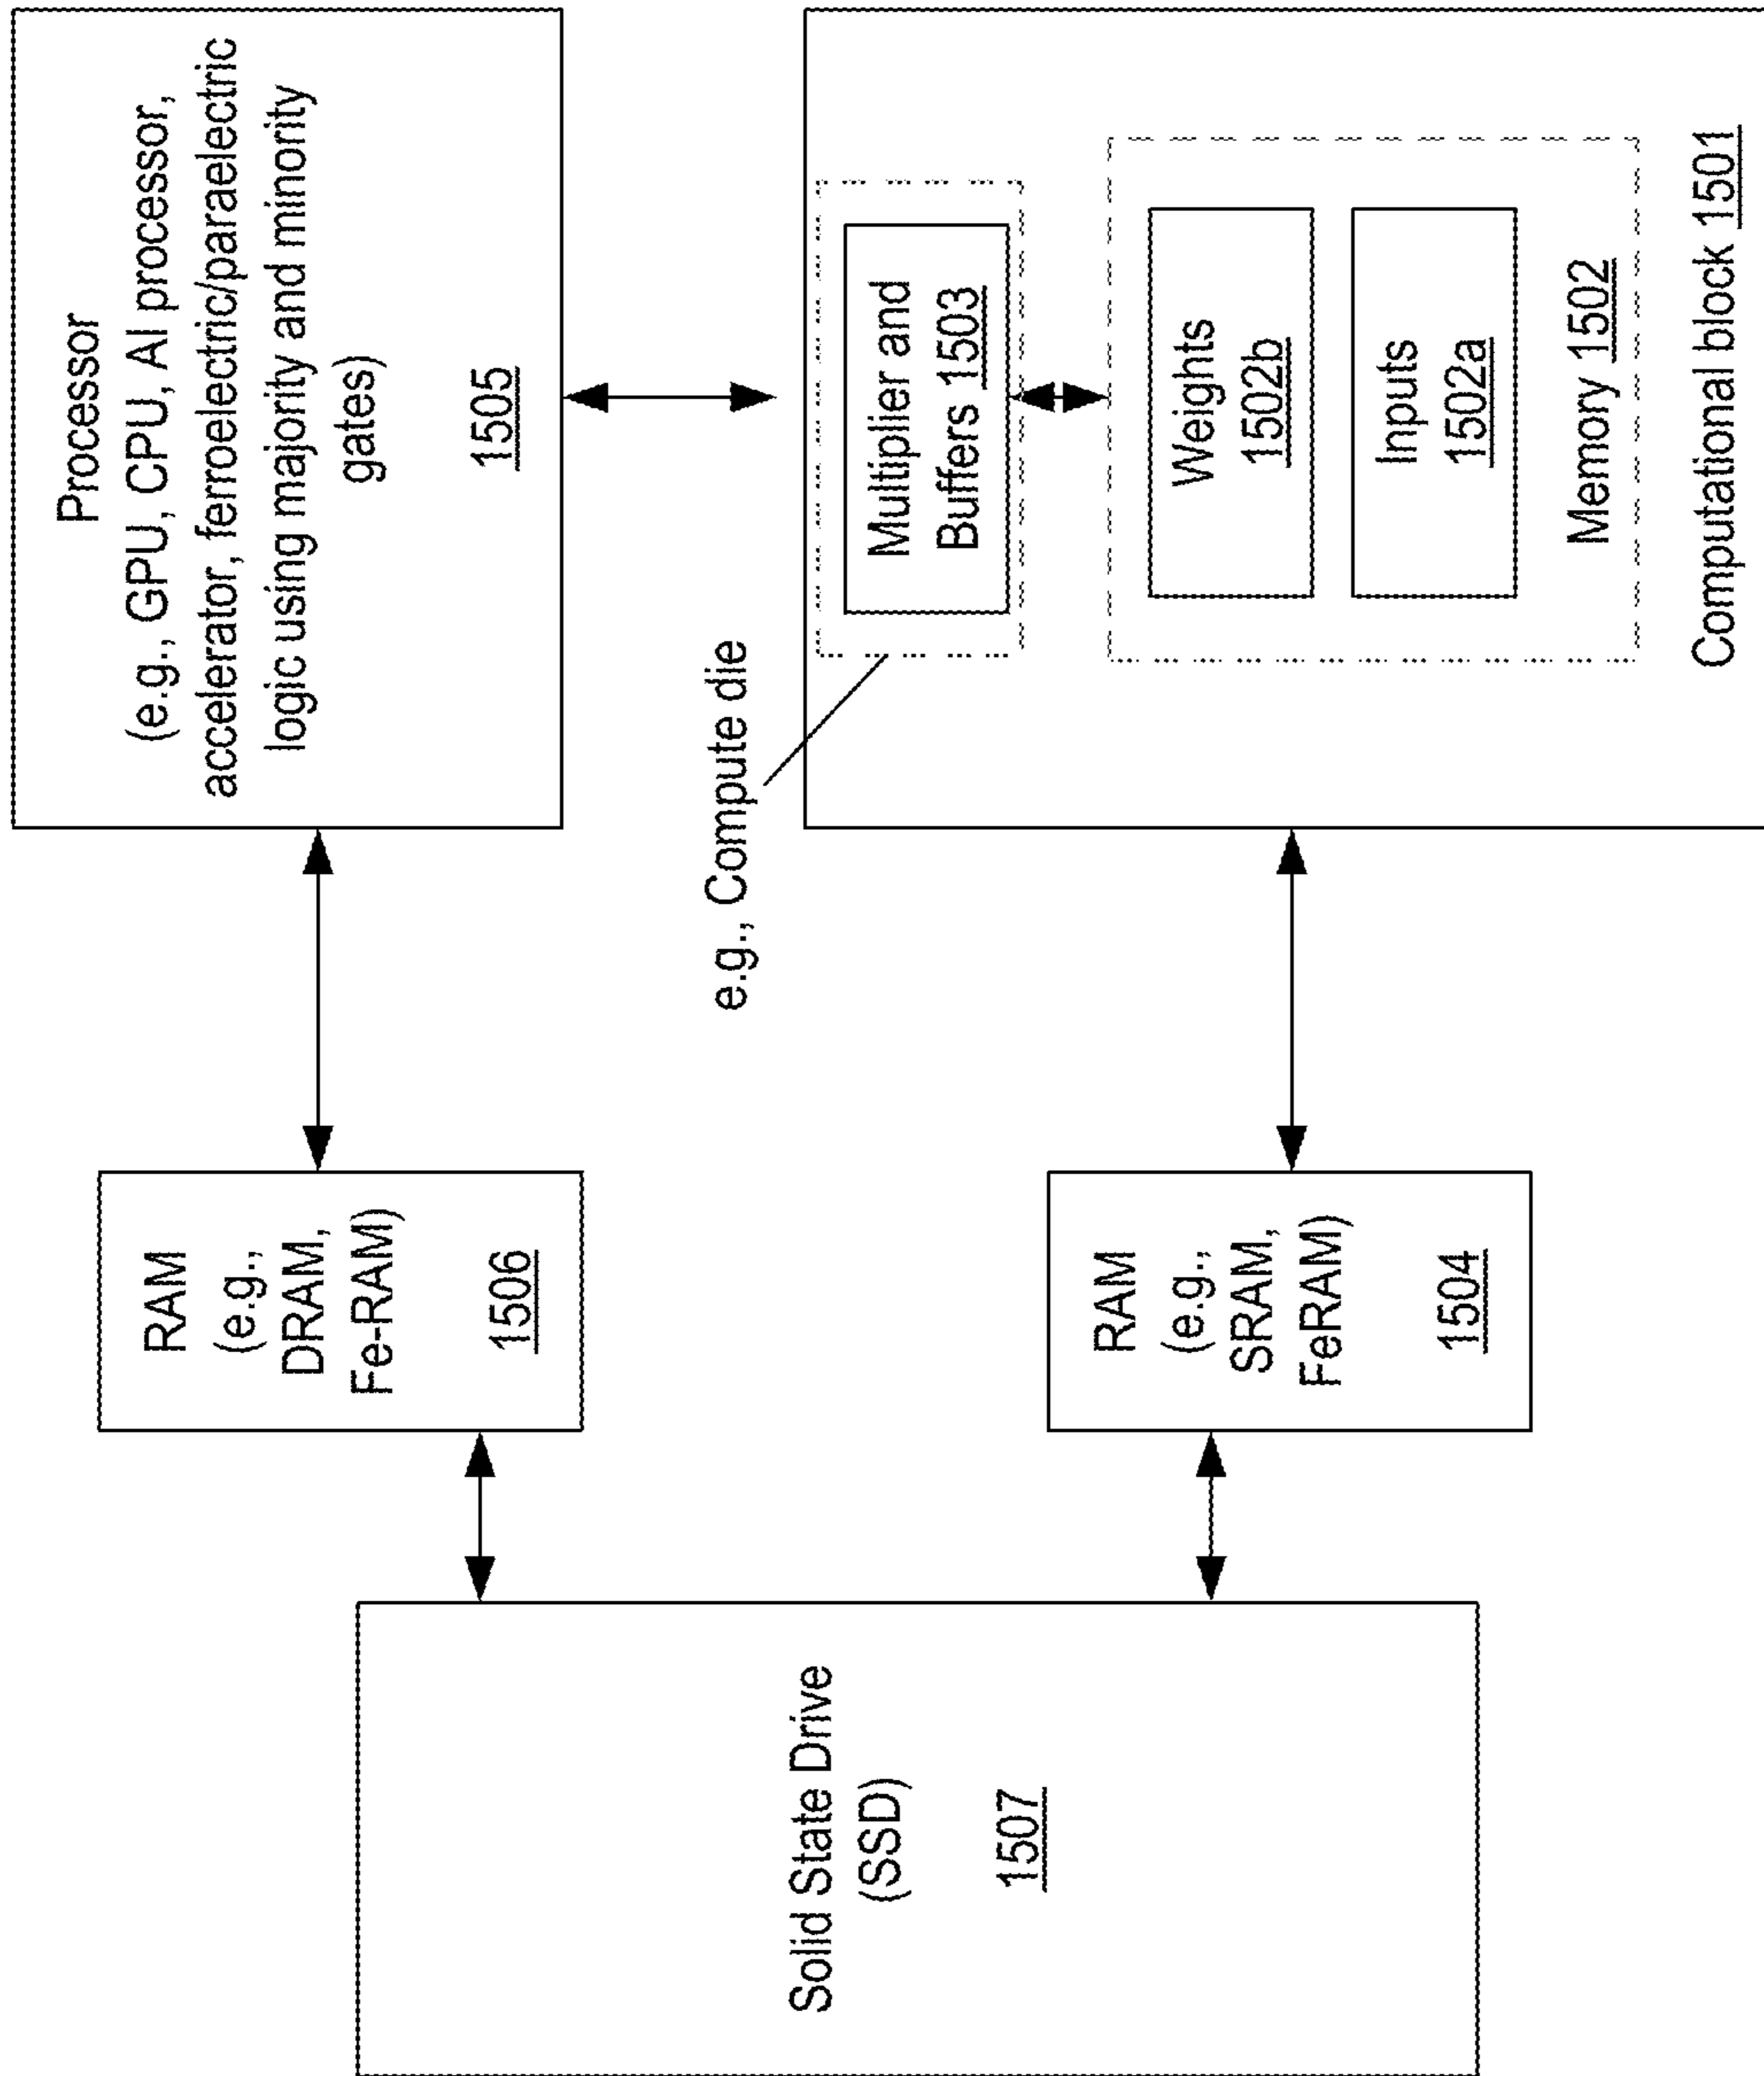 Solid State Drive
(SSD)
1507
RAM
(e.g.,
DRAM,
Fe-RAM)
1506
RAM
(e.g.,
SRAM,
FeRAM)
1504
Processor
(e.g., GPU, CPU, AI processor,
accelerator, ferroelectric/paraelectric
logic using majority and minority
gates)
1505
e.g., Compute die
Multiplier and
Buffers 1503
Weights
1502b
Inputs
1502a
Memory 1502
Computational block 1501